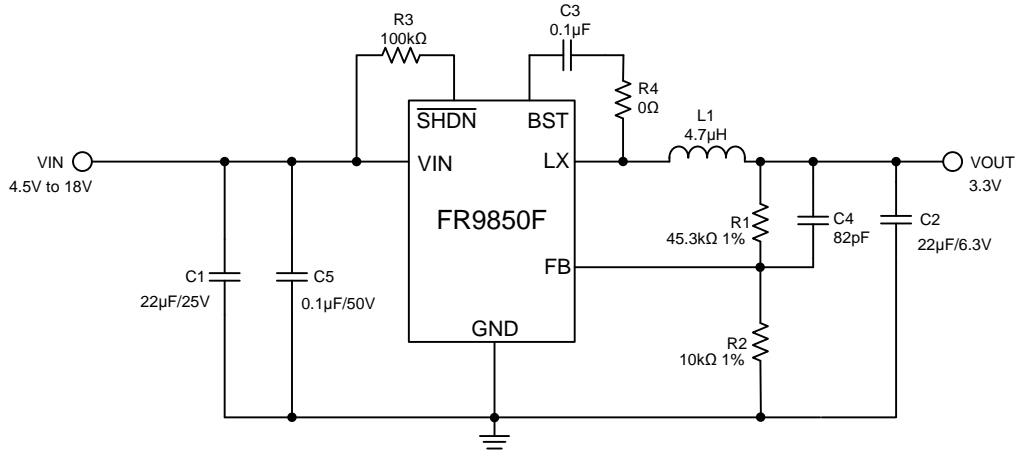 R3
100kΩ
C3
0.1μF
R4
0Ω
SHDN
BST
L1
4.7μH
VIN
4.5V to 18V
VIN
LX
VOUT
3.3V
FR9850F
R1
45.3kΩ 1%
C4
82pF
C2
22μF/6.3V
FB
C1
22μF/25V
C5
0.1μF/50V
GND
R2
10kΩ 1%